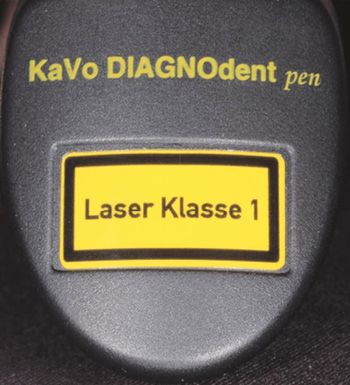 KaVo DIAGNOdent pen
Laser Klasse 1